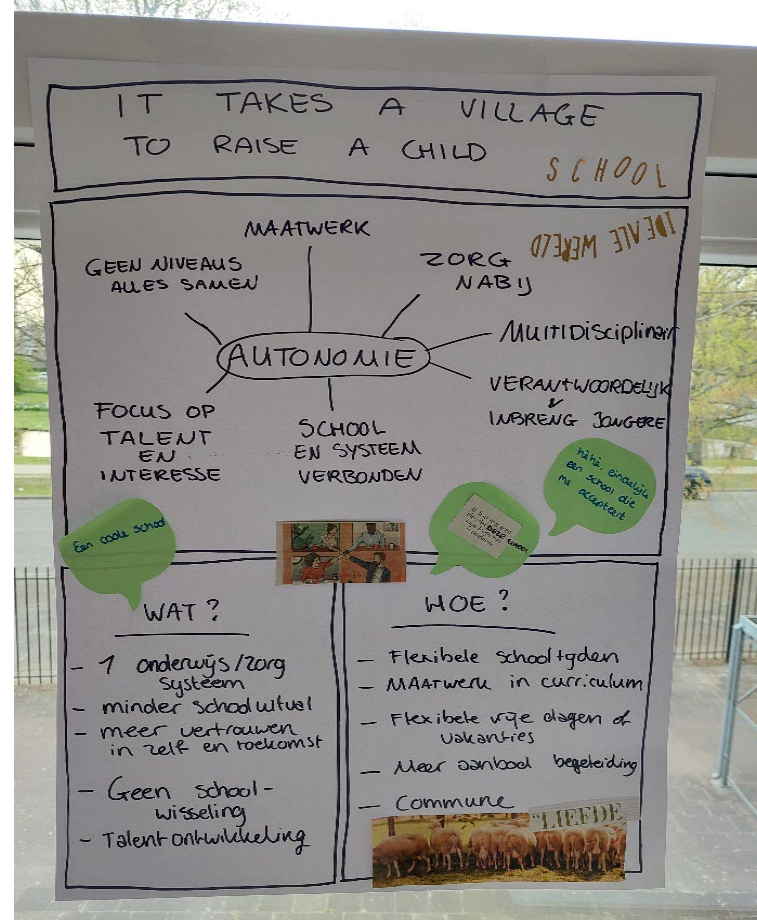 IT TAKES A VILLAGE
TO RAISE A CHILD
SCHOOL
IDEALE WERELD
MAATWERK
GEEN NIVEAUS
ALLES SAMEN
ZORG
NABIJ
AUTONOMIE
MULTIDisciplinair
VERANTWOORDELIJK
&
INBRENG JONGERE
FOCUS OP
TALENT
EN
INTERESSE
SCHOOL
EN SYSTEEM
VERBONDEN
hèhè, eindelijk
een school die
me accepteert
Een coole school
DEZE SCHOOL
WAT?
- 1 onderwijs/zorg
systeem
- minder schooluitval
- meer vertrouwen
in zelf en toekomst
- Geen school-
wisseling
- Talentontwikkeling
HOE?
- Flexibele schooltijden
- MAATwerk in curriculum
- Flexibele vrije dagen of
vakanties
- Meer aanbod begeleiding
- Commune
"LIEFDE